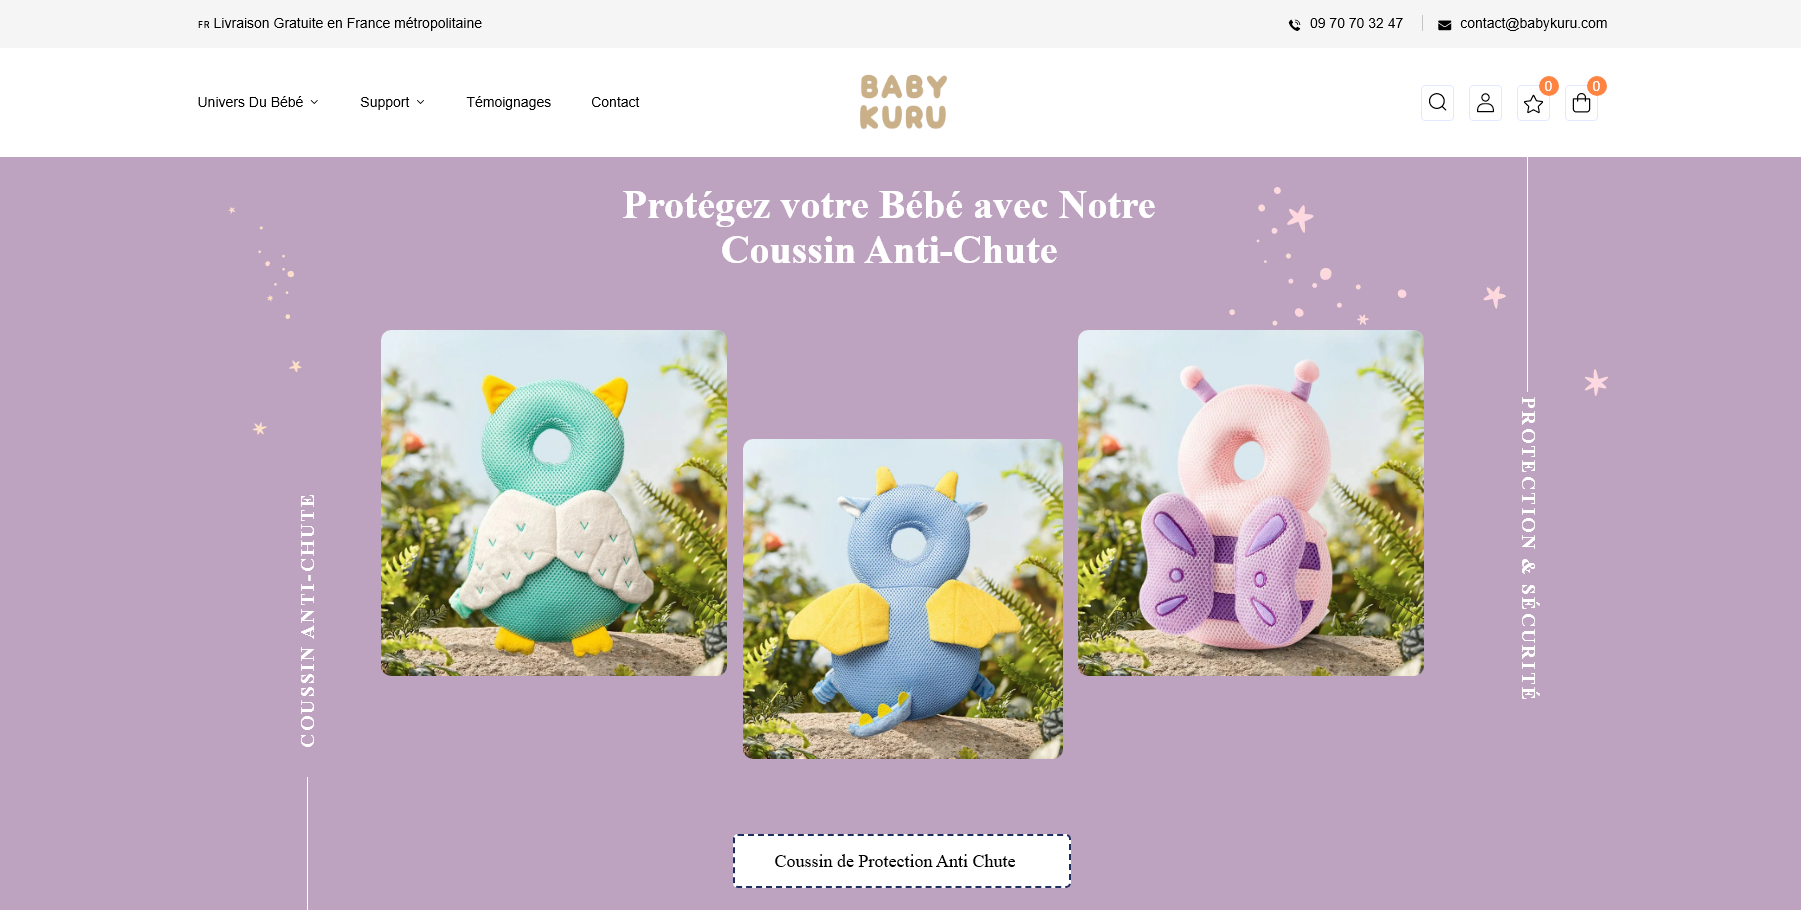 FR Livraison Gratuite en France métropolitaine
09 70 70 32 47
contact@babykuru.com
Univers Du Bébé
Support
Témoignages
Contact
BABY
KURU
0
0
Protégez votre Bébé avec Notre
Coussin Anti-Chute
COUSSIN ANTI-CHUTE
PROTECTION & SÉCURITÉ
Coussin de Protection Anti Chute